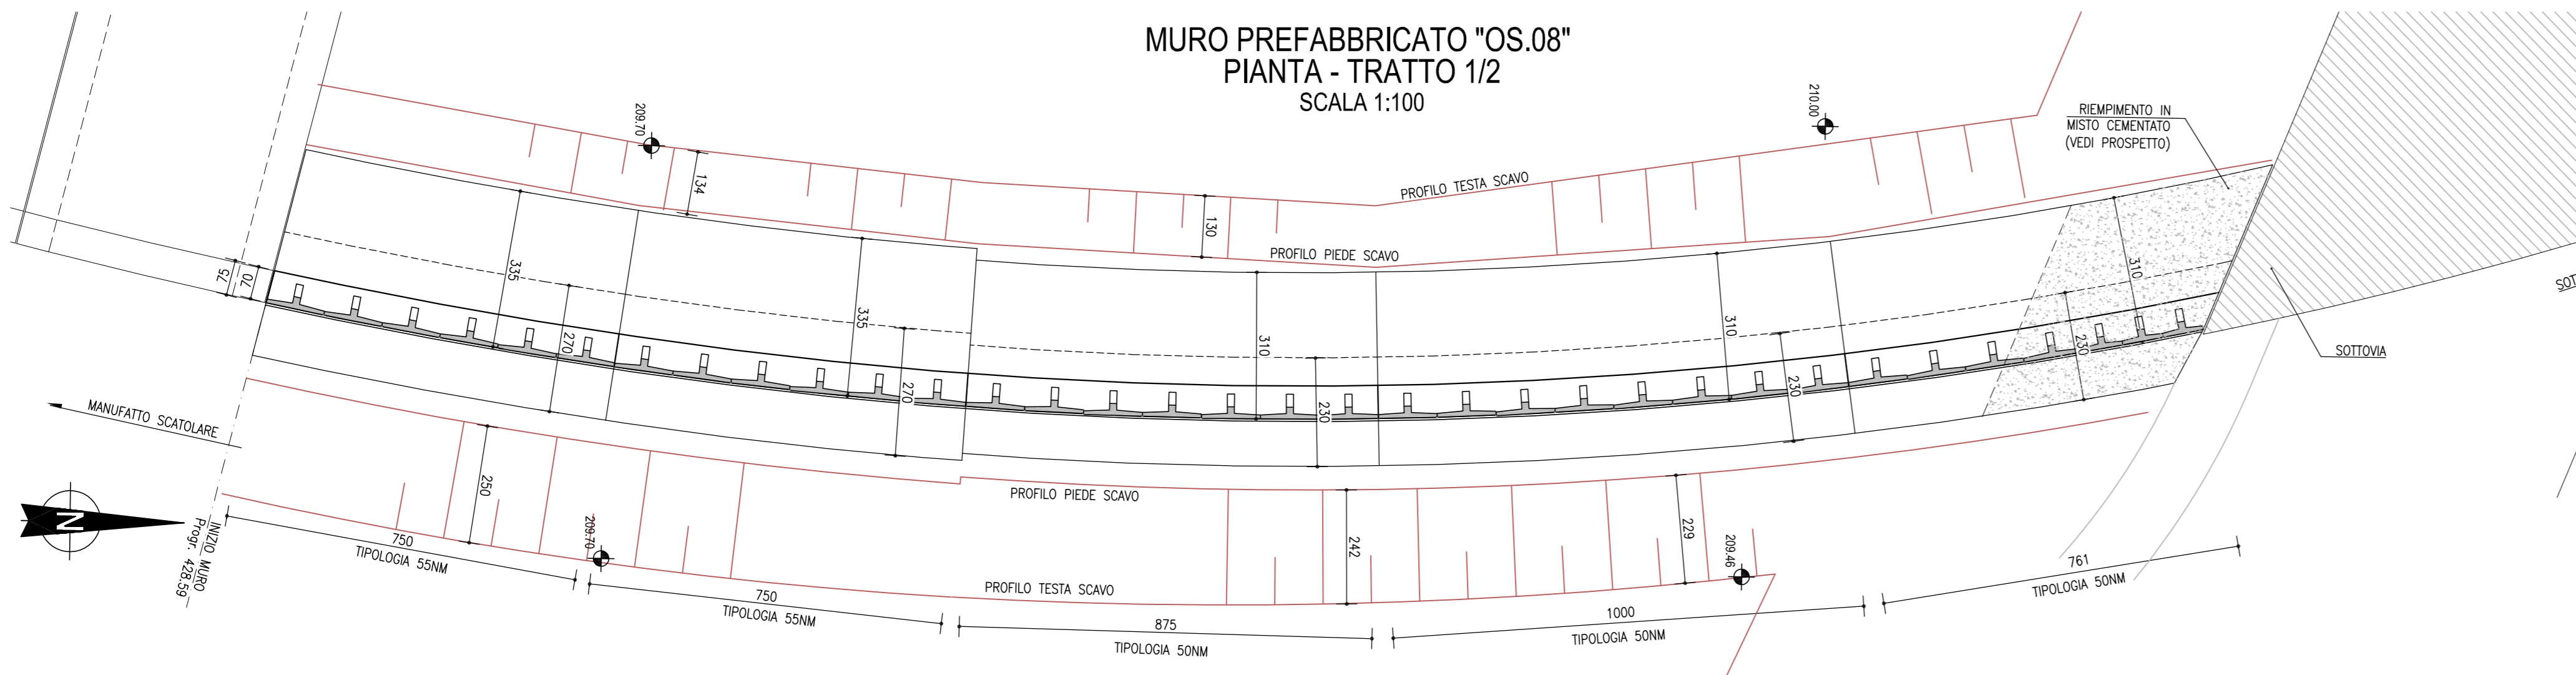 MURO PREFABBRICATO "OS.08"
PIANTA - TRATTO 1/2
SCALA 1:100
209.70
210.00
RIEMPIMENTO IN
MISTO CEMENTATO
(VEDI PROSPETTO)
134
130
PROFILO TESTA SCAVO
PROFILO PIEDE SCAVO
75
70
335
335
310
310
310
270
270
230
230
230
SOTTOVIA
MANUFATTO SCATOLARE
N
INIZIO MURO
Progr. 428.59
250
209.70
PROFILO PIEDE SCAVO
242
229
209.46
PROFILO TESTA SCAVO
750
TIPOLOGIA 55NM
750
TIPOLOGIA 55NM
875
TIPOLOGIA 50NM
1000
TIPOLOGIA 50NM
761
TIPOLOGIA 50NM